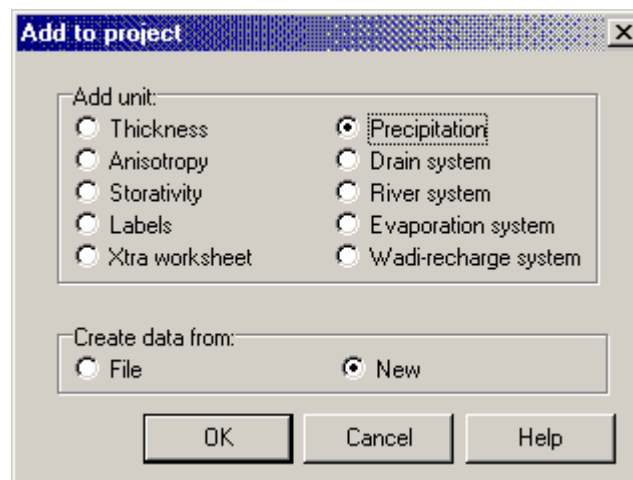 Add to project
Add unit:
Thickness
Anisotropy
Storativity
Labels
Xtra worksheet
Precipitation
Drain system
River system
Evaporation system
Wadi-recharge system
Create data from:
File
New
OK
Cancel
Help